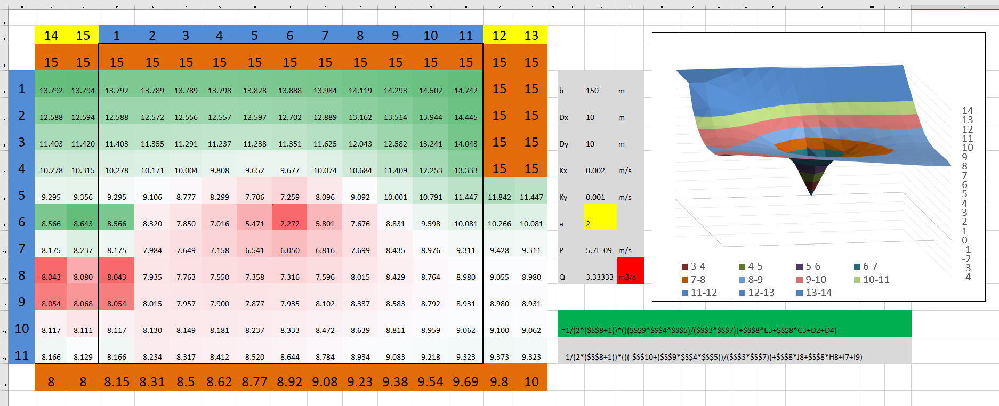 A B C D E F G H I J K L M N O P Q R S T U V W X Y Z AA AB AC
1
2 14 15 1 2 3 4 5 6 7 8 9 10 11 12 13
3 15 15 15 15 15 15 15 15 15 15 15 15 15 15 15
1 4 13.792 13.794 13.792 13.789 13.789 13.798 13.828 13.888 13.984 14.119 14.293 14.502 14.742 15 15
2 5 12.588 12.594 12.588 12.572 12.556 12.557 12.597 12.702 12.889 13.162 13.514 13.944 14.445 15 15
3 6 11.403 11.420 11.403 11.355 11.291 11.237 11.238 11.351 11.625 12.043 12.582 13.241 14.043 15 15
4 7 10.278 10.315 10.278 10.171 10.004 9.808 9.652 9.677 10.074 10.684 11.409 12.253 13.333 15 15
5 8 9.295 9.356 9.295 9.106 8.777 8.299 7.706 7.259 8.096 9.092 10.001 10.791 11.447 11.842 11.447
6 9 8.566 8.643 8.566 8.320 7.850 7.016 5.471 2.272 5.801 7.676 8.831 9.598 10.081 10.266 10.081
7 10 8.175 8.237 8.175 7.984 7.649 7.158 6.541 6.050 6.816 7.699 8.435 8.976 9.311 9.428 9.311
8 11 8.043 8.080 8.043 7.935 7.763 7.550 7.358 7.316 7.596 8.015 8.429 8.764 8.980 9.055 8.980
9 12 8.054 8.068 8.054 8.015 7.957 7.900 7.877 7.935 8.102 8.337 8.583 8.792 8.931 8.980 8.931
10 13 8.117 8.111 8.117 8.130 8.149 8.181 8.237 8.333 8.472 8.639 8.811 8.959 9.062 9.100 9.062
11 14 8.166 8.129 8.166 8.234 8.317 8.412 8.520 8.644 8.784 8.934 9.083 9.218 9.323 9.373 9.323
15 8 8 8.15 8.31 8.5 8.62 8.77 8.92 9.08 9.23 9.38 9.54 9.69 9.8 10
b 150 m
Dx 10 m
Dy 10 m
Kx 0.002 m/s
Ky 0.001 m/s
a 2
P 5.7E-09 m/s
Q 3.33333 m3/s
14
13
12
11
10
9
8
7
6
5
4
3
2
1
0
-1
-2
-3
-4
3-4 4-5 5-6 6-7
7-8 8-9 9-10 10-11
11-12 12-13 13-14
=1/(2*($S$8+1))*((($S$9*$S$4*$S$5)/($S$3*$S$7))+$S$8*E3+$S$8*C3+D2+D4)
=1/(2*($S$8+1))*(((-$S$10+($S$9*$S$4*$S$5))/($S$3*$S$7))+$S$8*J8+$S$8*H8+I7+I9)